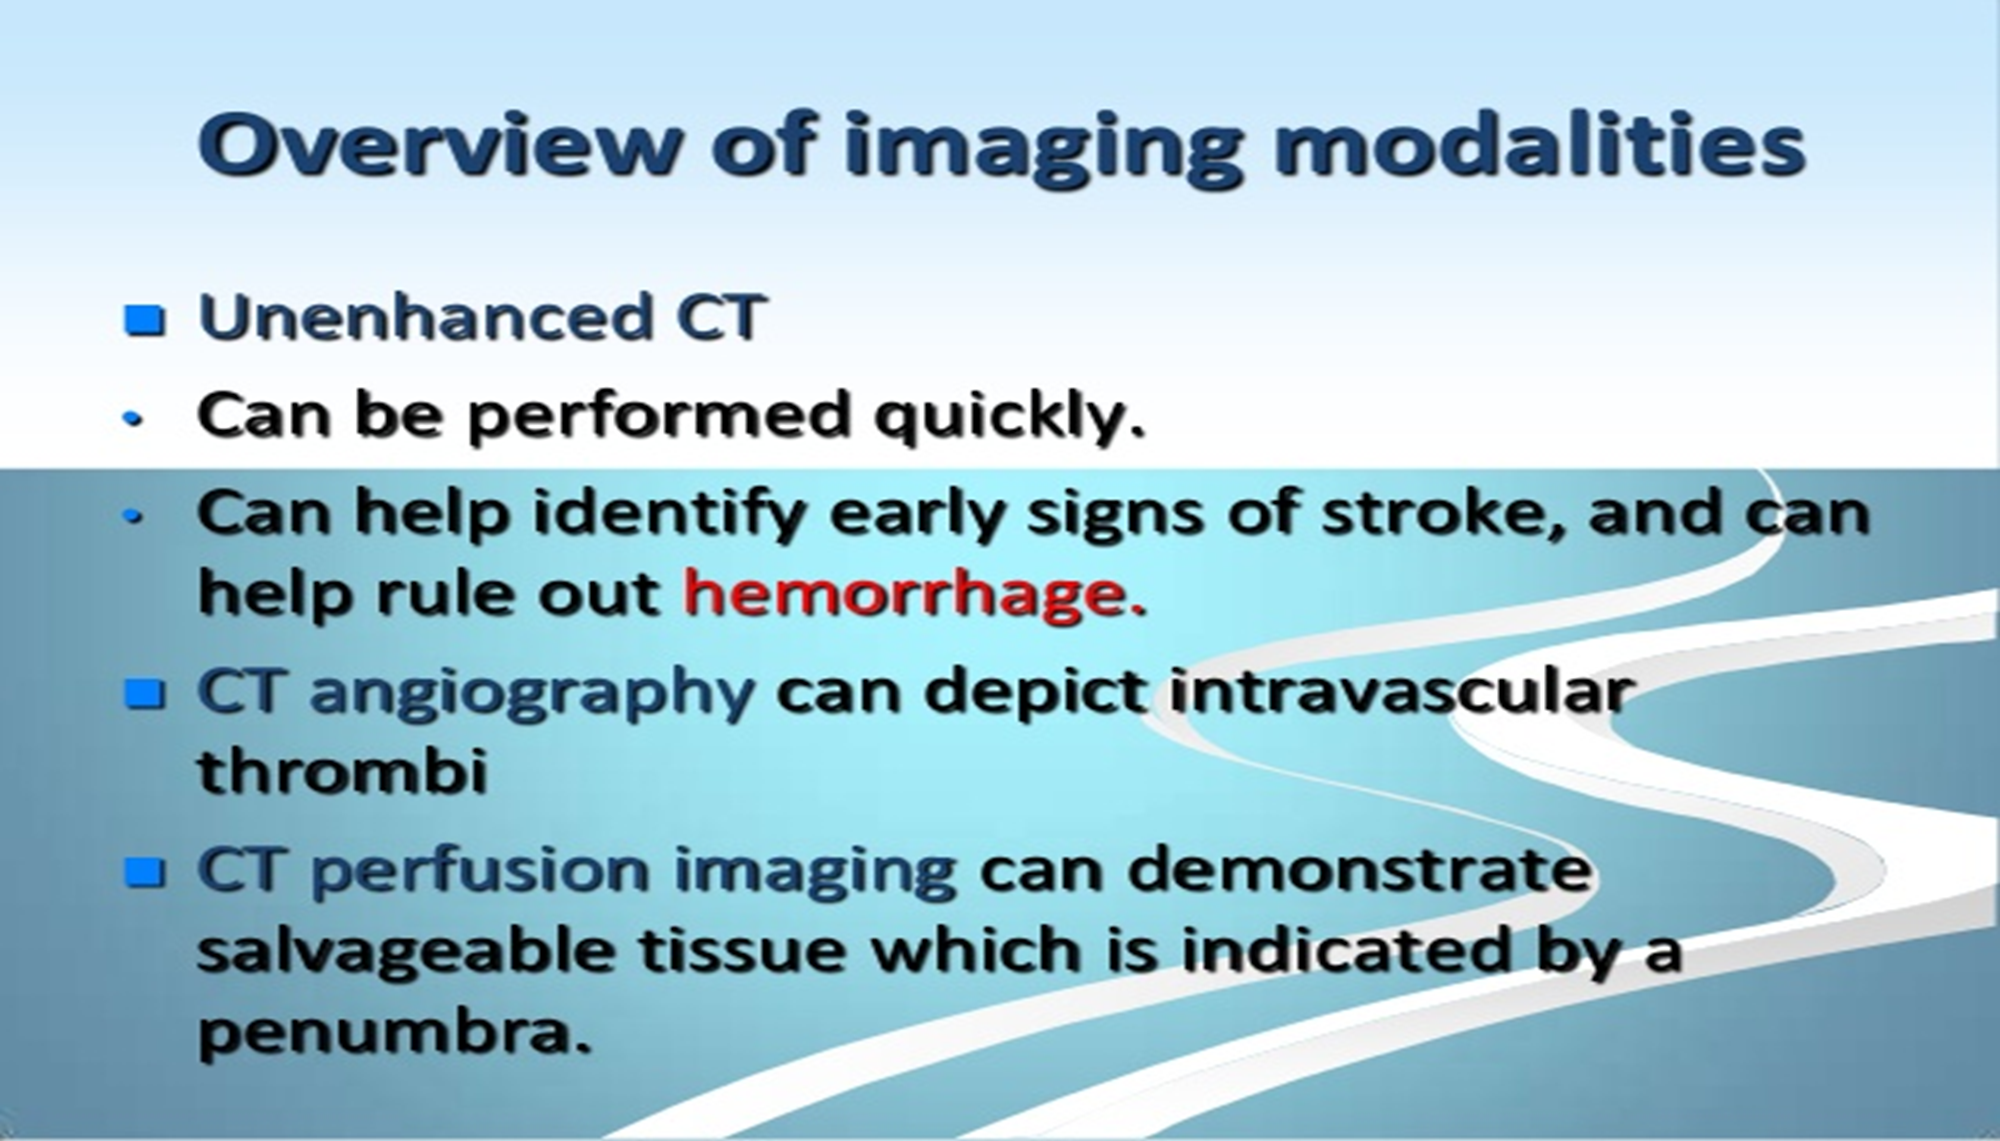 Overview of imaging modalities
Unenhanced CT
Can be performed quickly.
Can help identify early signs of stroke, and can
help rule out hemorrhage.
CT angiography can depict intravascular
thrombi
CT perfusion imaging can demonstrate
salvageable tissue which is indicated by a
penumbra.